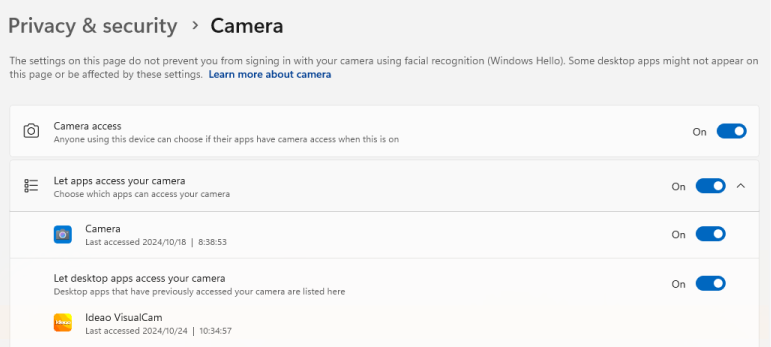 Privacy & security > Camera
The settings on this page do not prevent you from signing in with your camera using facial recognition (Windows Hello). Some desktop apps might not appear on
this page or be affected by these settings. Learn more about camera
Camera access
Anyone using this device can choose if their apps have camera access when this is on
On
Let apps access your camera
Choose which apps can access your camera
On
Camera
Last accessed 2024/10/18 | 8:38:53
On
Let desktop apps access your camera
Desktop apps that have previously accessed your camera are listed here
On
Ideao VisualCam
Last accessed 2024/10/24 | 10:34:57